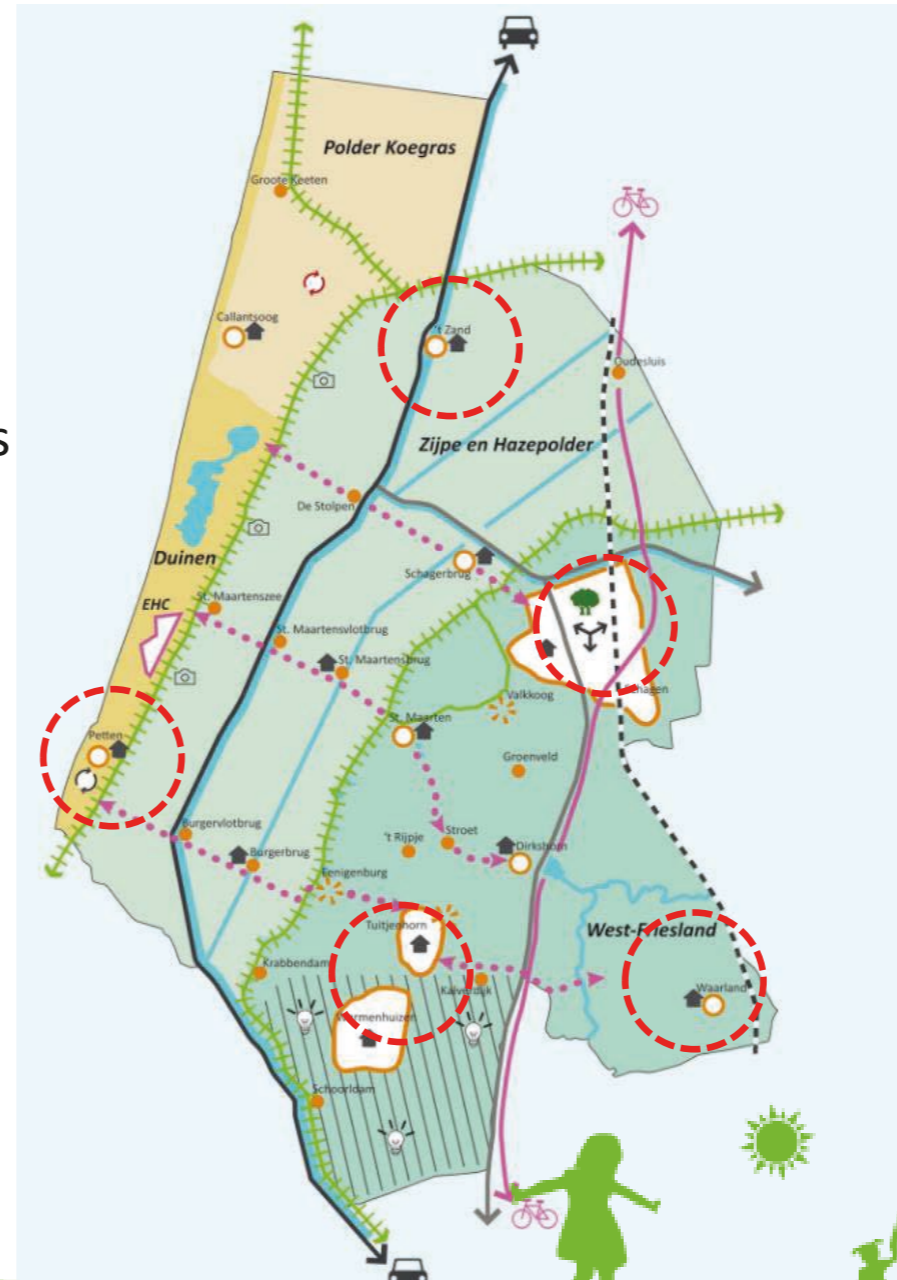 Polder Koegras
Groote Keeten
Callantsoog
't Zand
Oudesluis
s
Zijpe en Hazepolder
De Stolpen
Duinen
Schagerbrug
EHC
St. Maartenszee
St. Maartensvlotbrug
St. Maartensbrug
Schagen
Valkkoog
St. Maarten
Petten
Groenveld
Burgervlotbrug
't Rijpje
Stroet
Dirkshorn
Burgerbrug
Eenigenburg
Tuitjenhorn
West-Friesland
Krabbendam
Kalverdijk
Waarland
Warmenhuizen
Schoorldam